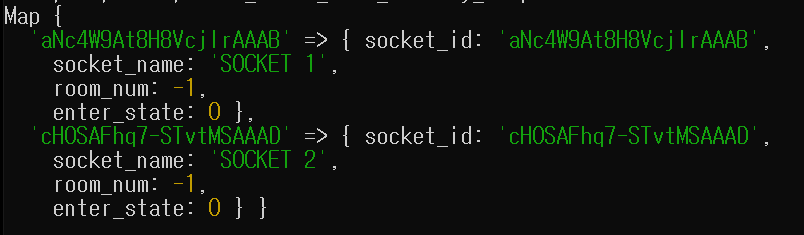 Map {
'aNc4W9At8H8VcjlrAAAB' => { socket_id: 'aNc4W9At8H8VcjlrAAAB',
socket_name: 'SOCKET 1',
room_num: -1,
enter_state: 0 },
'cHOSAFhq7-STvtMSAAAD' => { socket_id: 'cHOSAFhq7-STvtMSAAAD',
socket_name: 'SOCKET 2',
room_num: -1,
enter_state: 0 } }